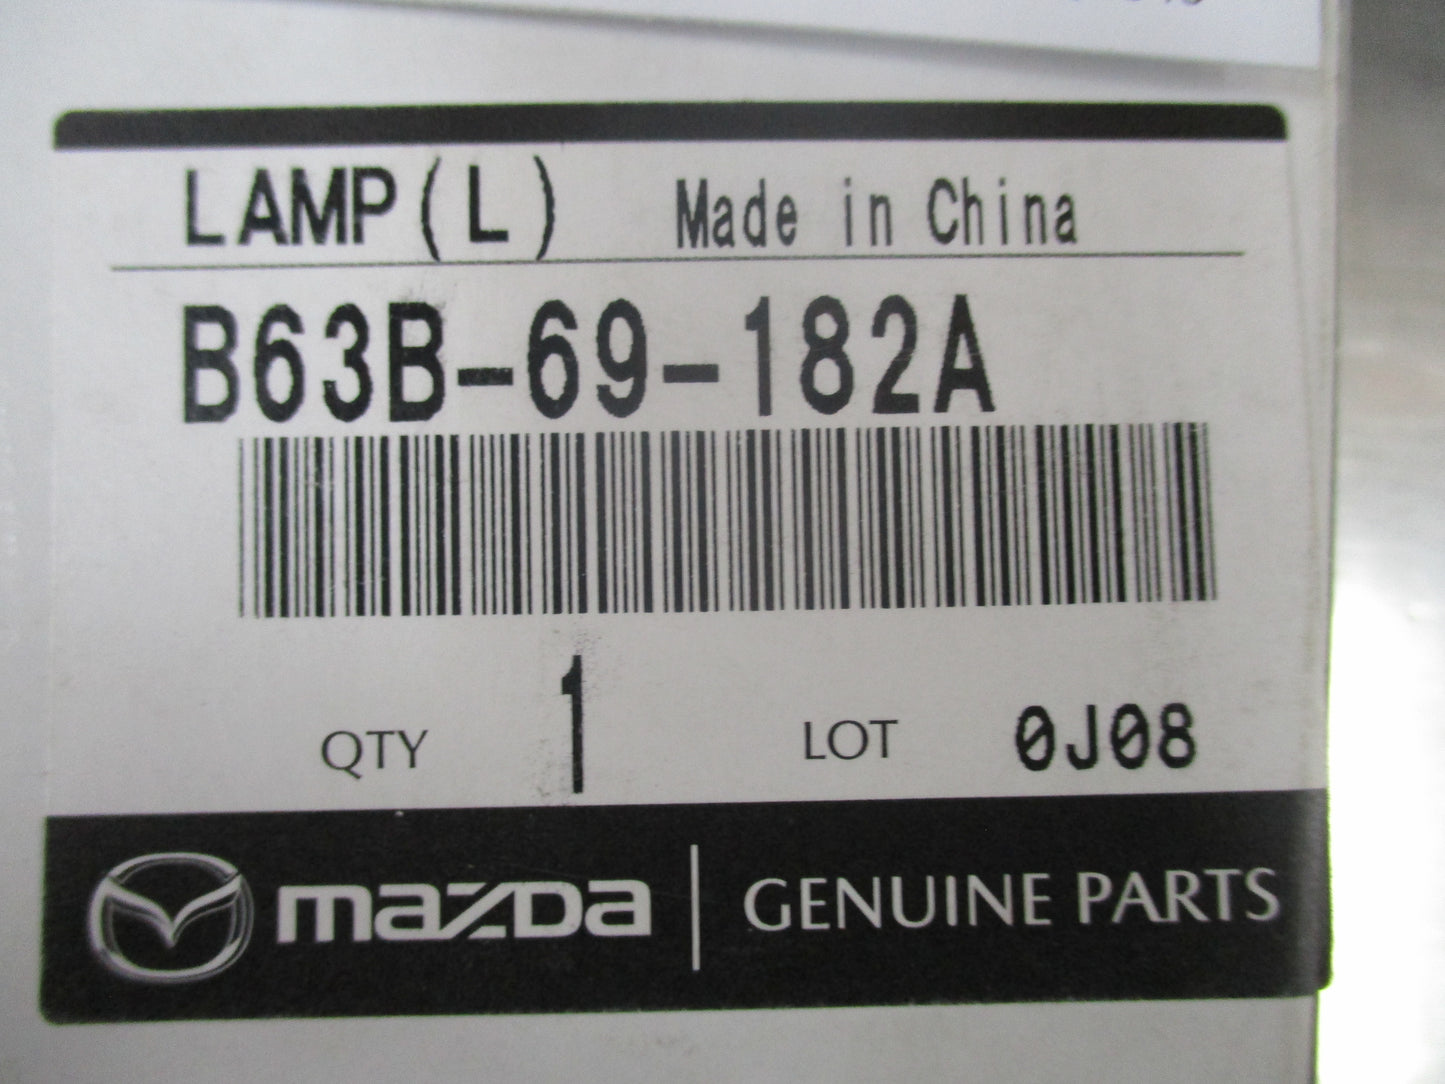 LAMP(L) Made in China
B63B-69-182A
QTY 1 LOT 0J08
mazda GENUINE PARTS